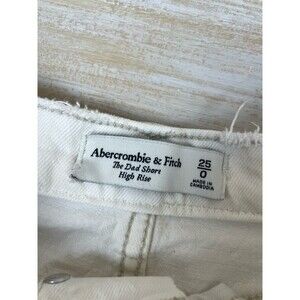 Abercrombie & Fitch
The Dad Short
High Rise
25
0
MADE IN
CAMBODIA